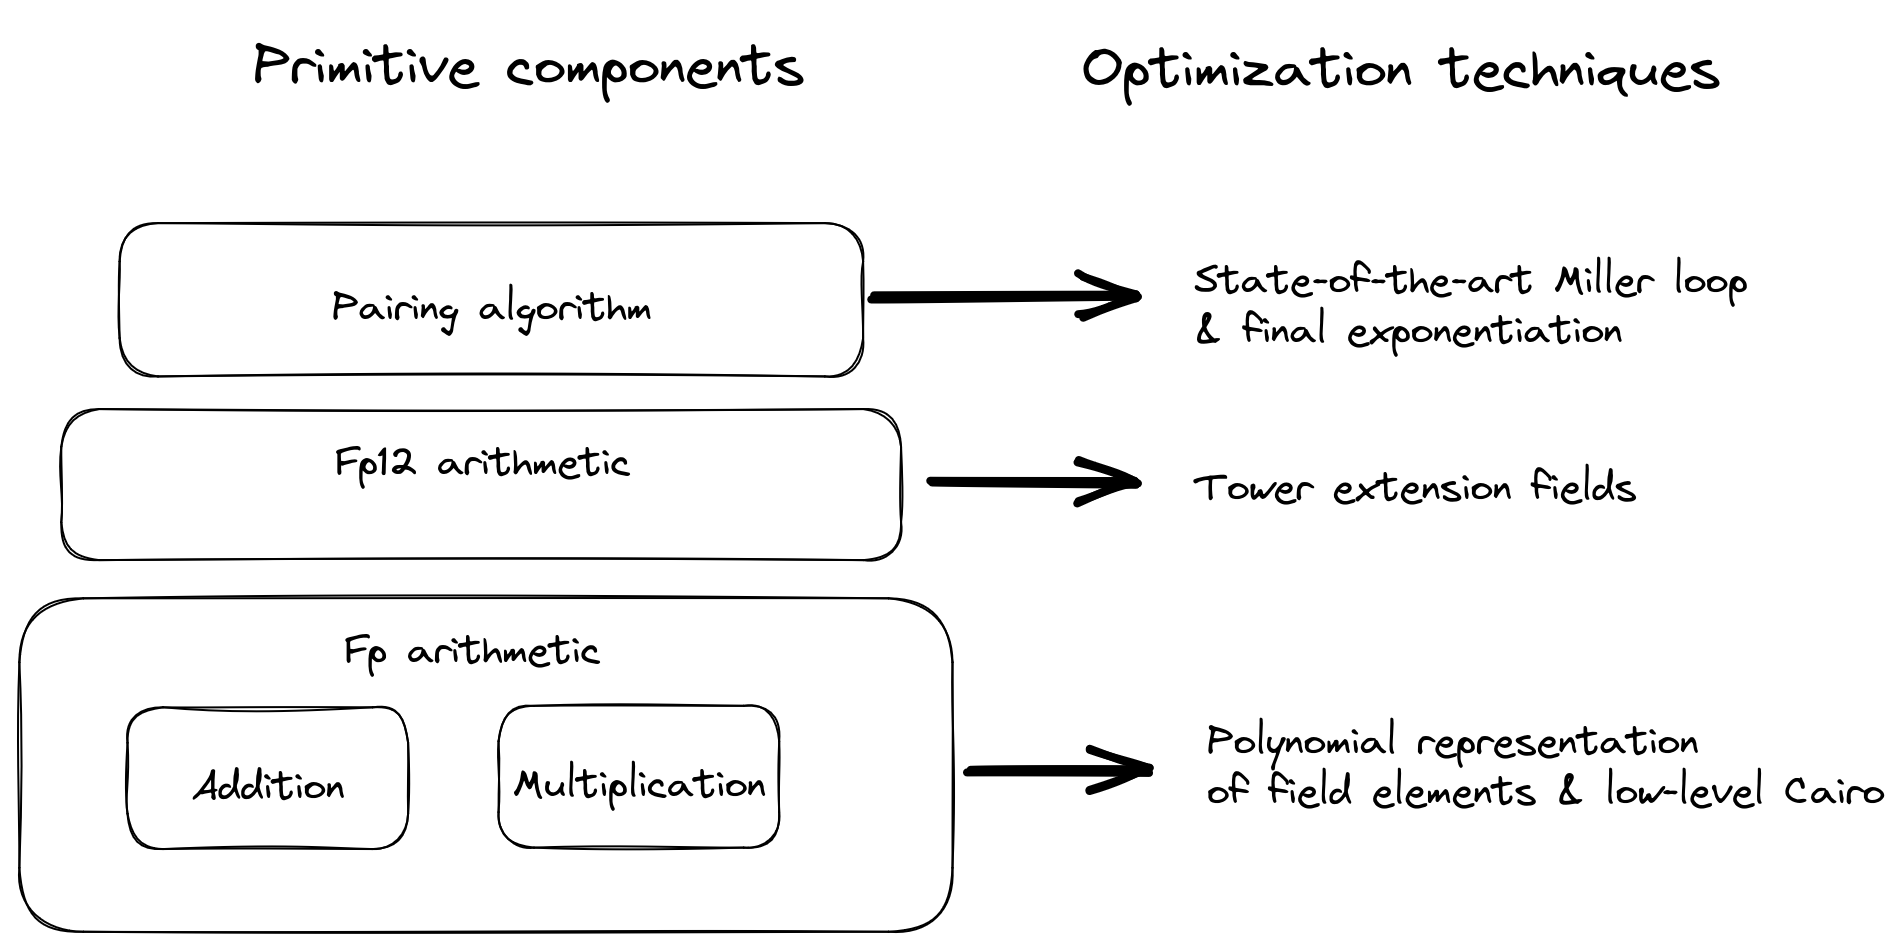 Primitive components
Optimization techniques
Pairing algorithm
State-of-the-art Miller loop
& final exponentiation
Fp12 arithmetic
Tower extension fields
Fp arithmetic
Addition
Multiplication
Polynomial representation
of field elements & low-level Cairo